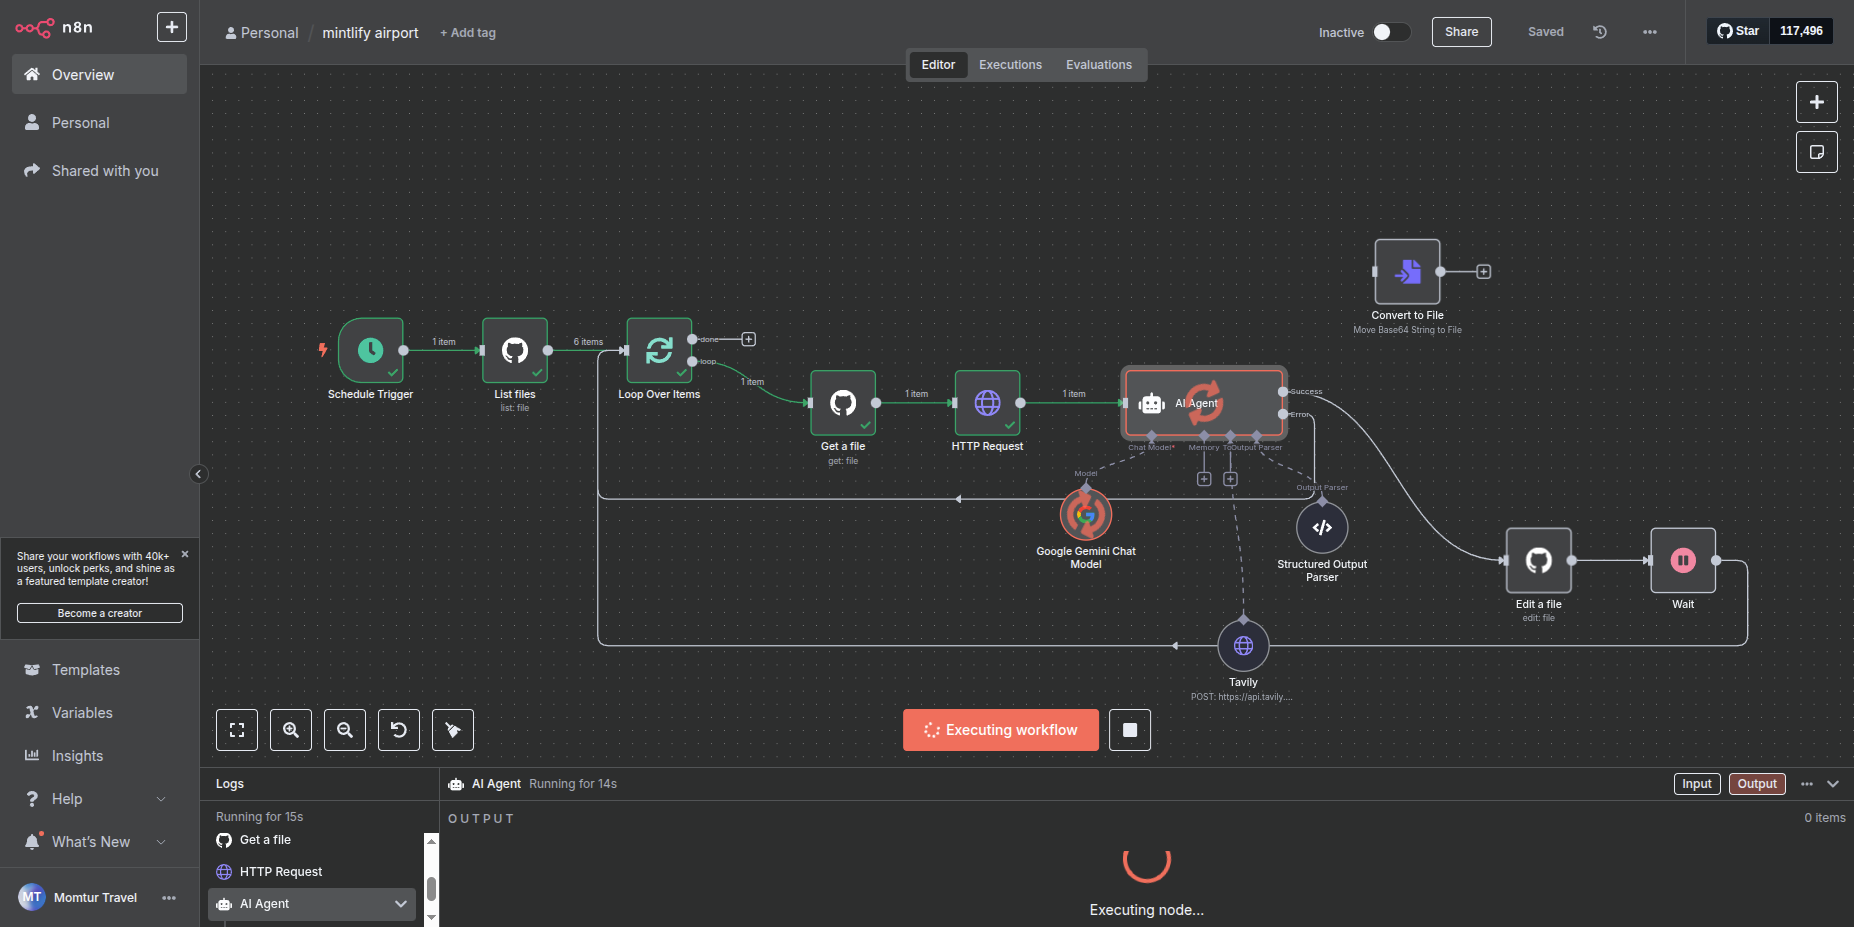 n8n
Personal / mintlify airport + Add tag
Inactive
Share
Saved
Star 117,496
Editor Executions Evaluations
Overview
Personal
Shared with you
Convert to File
Move Base64 String to File
1 item
6 items
done
loop
1 item
Schedule Trigger
List files
list: file
Loop Over Items
1 item
1 item
AI Agent
Success
Error
Get a file
get: file
HTTP Request
Chat Model*
Memory
Output Parser
Model
Output Parser
Google Gemini Chat
Model
Structured Output
Parser
Edit a file
edit: file
Wait
Tavily
POST: https://api.tavily....
Share your workflows with 40k+
users, unlock perks, and shine as
a featured template creator!
Become a creator
Templates
Variables
Insights
Help
What's New
MT
Momtur Travel
Executing workflow
Logs
Running for 15s
Get a file
HTTP Request
AI Agent
AI Agent Running for 14s
Input
Output
OUTPUT
0 items
Executing node...